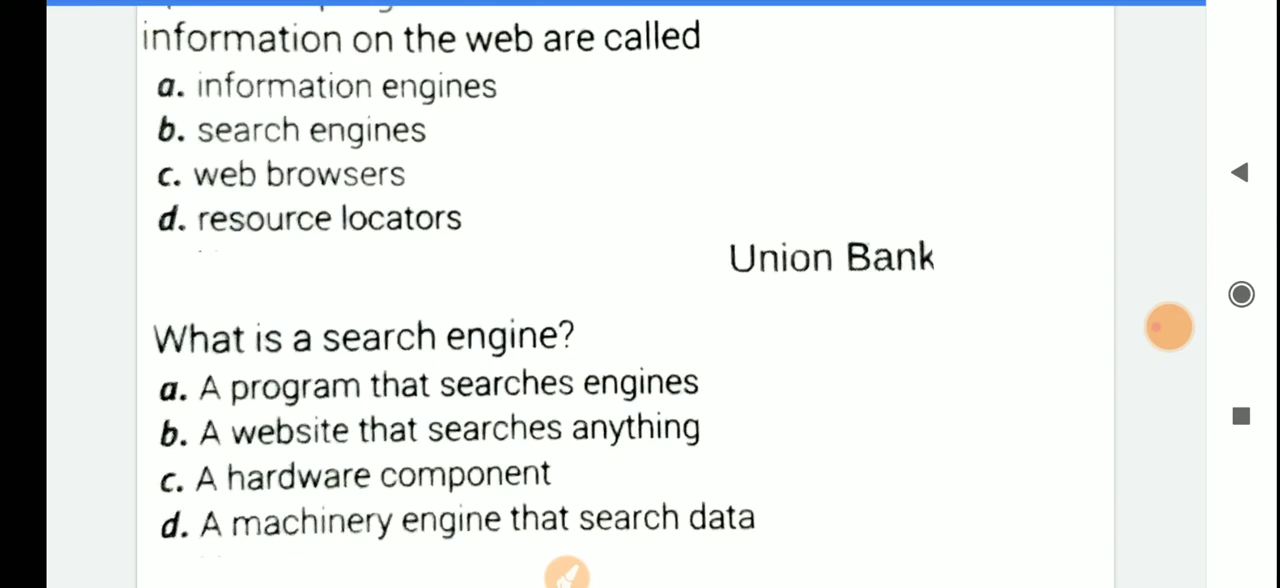 information on the web are called
a. information engines
b. search engines
c. web browsers
d. resource locators
Union Bank
What is a search engine?
a. A program that searches engines
b. A website that searches anything
c. A hardware component
d. A machinery engine that search data